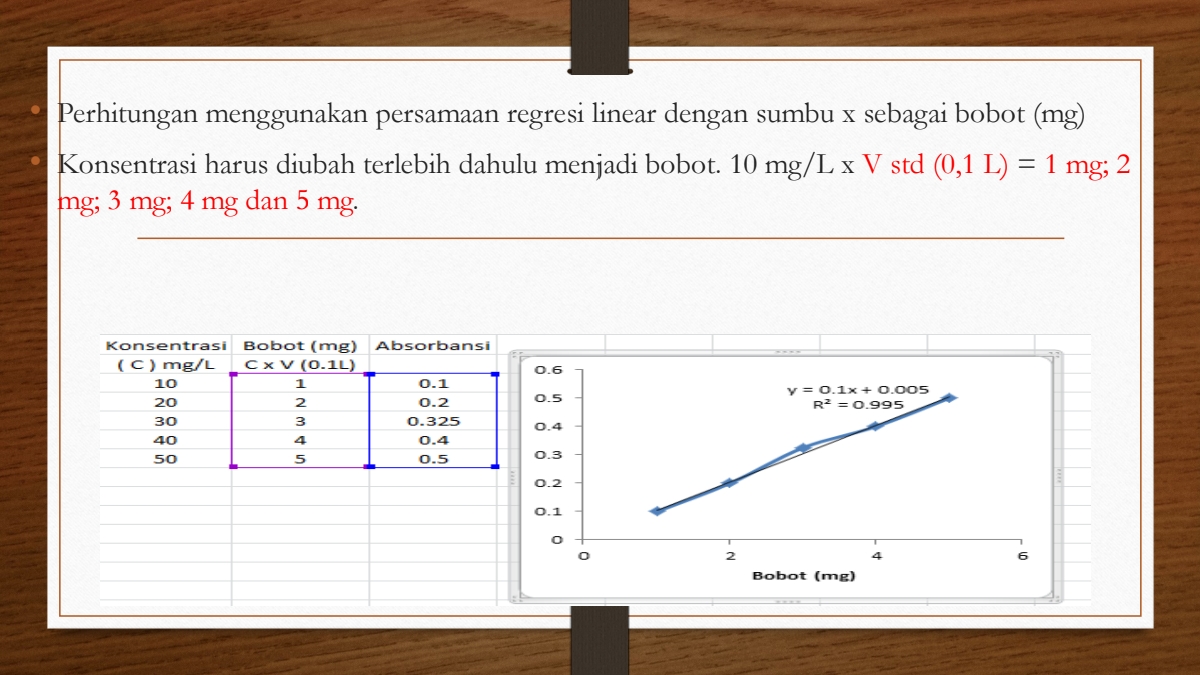 • Perhitungan menggunakan persamaan regresi linear dengan sumbu x sebagai bobot (mg)
• Konsentrasi harus diubah terlebih dahulu menjadi bobot. 10 mg/L x V std (0,1 L) = 1 mg; 2
mg; 3 mg; 4 mg dan 5 mg.
Konsentrasi Bobot (mg) Absorbansi
( C ) mg/L C x V (0.1L)
10 1 0.1
20 2 0.2
30 3 0.325
40 4 0.4
50 5 0.5
y = 0.1x + 0.005
R² = 0.995
0.6
0.5
0.4
0.3
0.2
0.1
0
0 2 4 6
Bobot (mg)